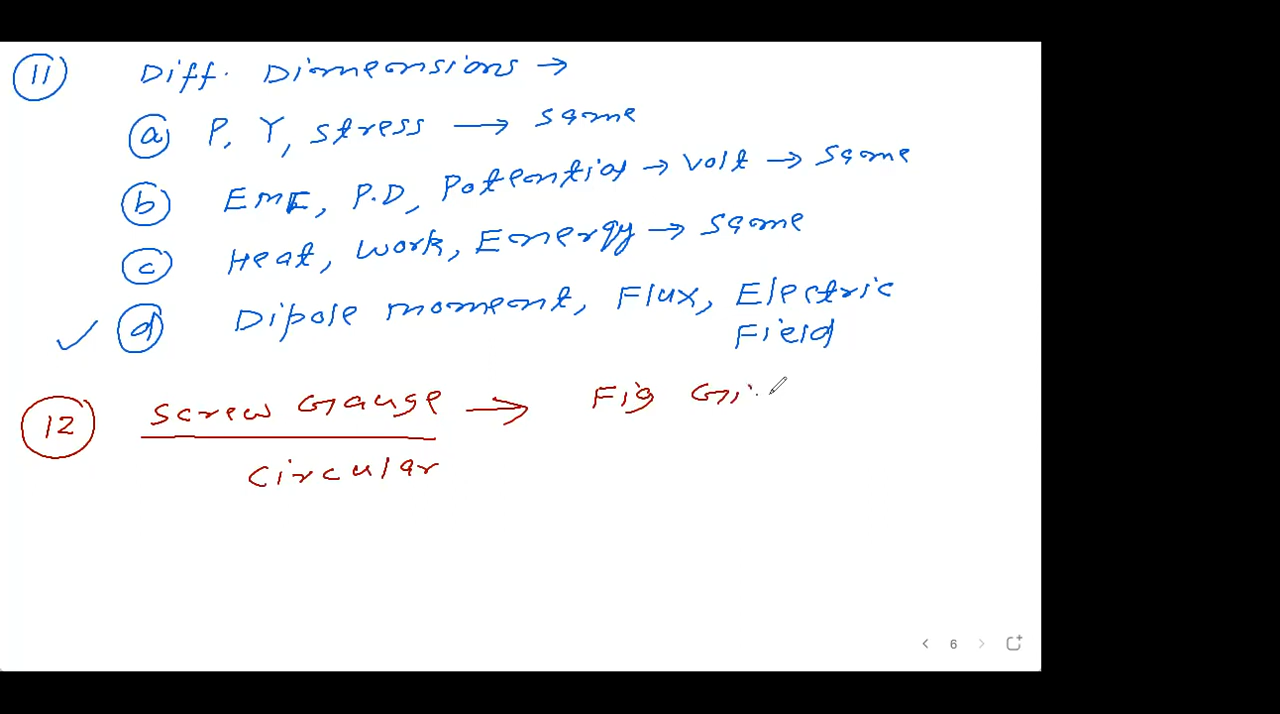 11 Diff. Dimensions →
a P, Y, stress → same
b EMF, P.D, Potential → volt → same
c Heat, work, Energy → same
✓ d Dipole moment, Flux, Electric
Field
12 Screw Gauge → Fig Gi
Circular
6